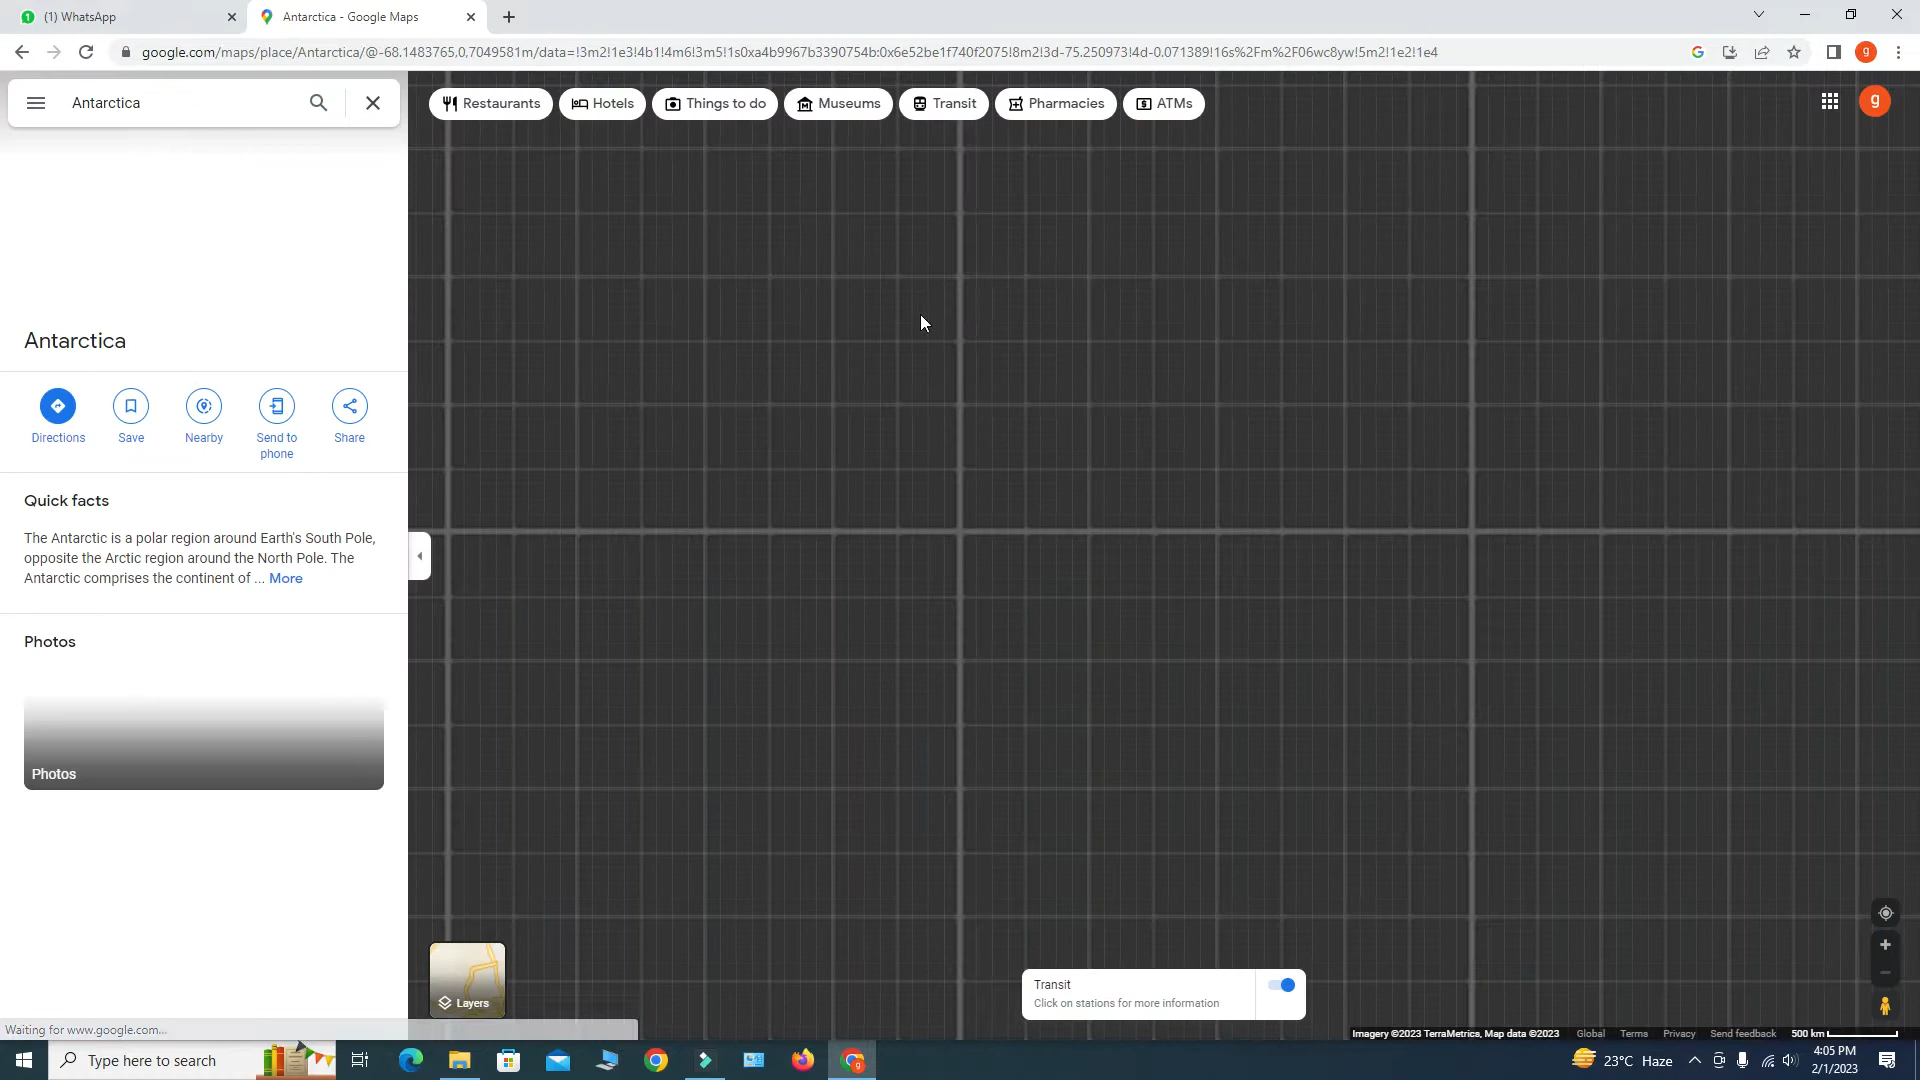 (1) WhatsApp
Antarctica - Google Maps
google.com/maps/place/Antarctica/@-68.1483765,0,7049581m/data=!3m2!1e3!4b1!4m6!3m5!1s0xa4b9967b3390754b:0x6e52be1f740f2075!8m2!3d-75.250973!4d-0.071389!16s%2Fm%2F06wc8yw!5m2!1e2!1e4
Antarctica
Restaurants
Hotels
Things to do
Museums
Transit
Pharmacies
ATMs
g
g
Antarctica
Directions
Save
Nearby
Send to
phone
Share
Quick facts
The Antarctic is a polar region around Earth's South Pole,
opposite the Arctic region around the North Pole. The
Antarctic comprises the continent of ... More
Photos
Photos
Layers
Transit
Click on stations for more information
Waiting for www.google.com...
Imagery ©2023 TerraMetrics, Map data ©2023
Global
Terms
Privacy
Send feedback
500 km
Type here to search
23°C Haze
4:05 PM
2/1/2023